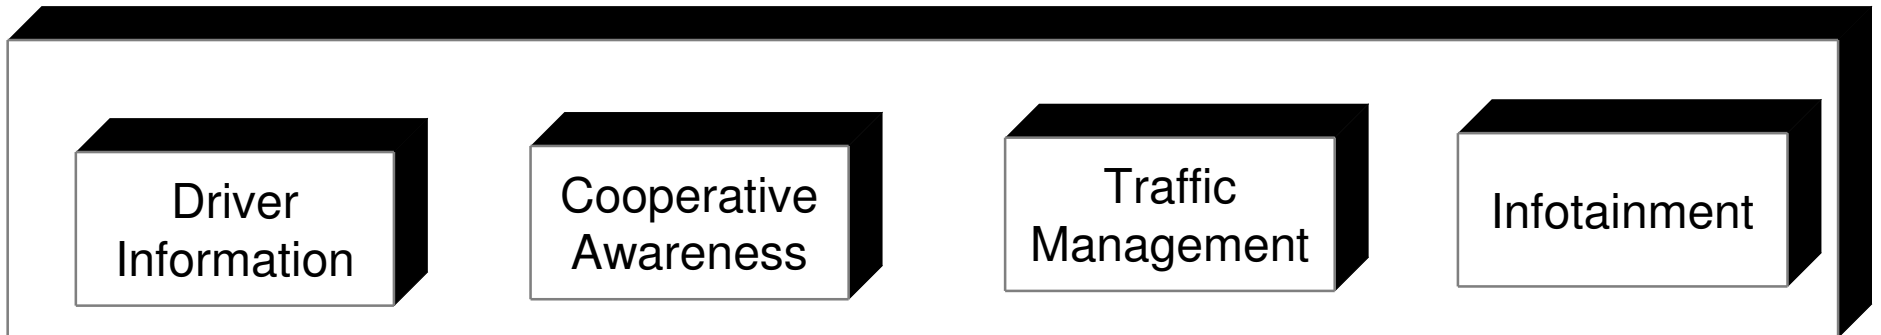 Driver
Information
Cooperative
Awareness
Traffic
Management
Infotainment